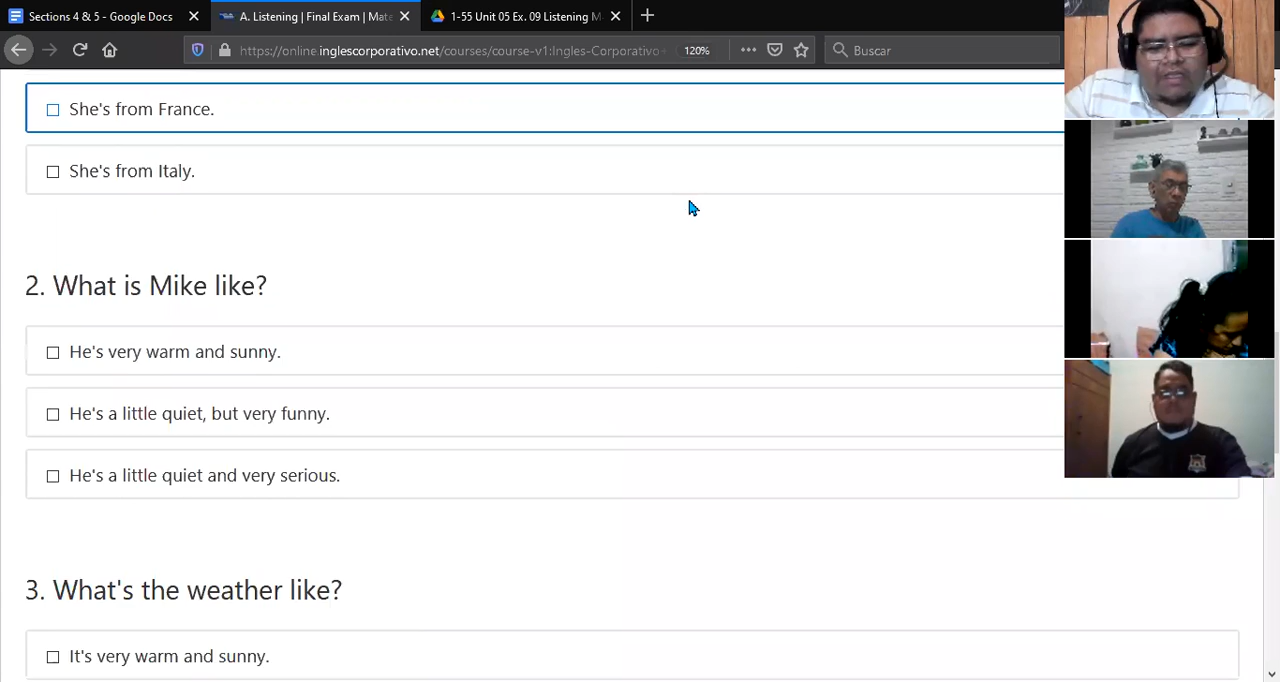 Sections 4 & 5 - Google Docs
A. Listening | Final Exam | Mate
1-55 Unit 05 Ex. 09 Listening M
https://online.inglescorporativo.net/courses/course-v1:Ingles-Corporativo
120%
Buscar
She's from France.
She's from Italy.
2. What is Mike like?
He's very warm and sunny.
He's a little quiet, but very funny.
He's a little quiet and very serious.
3. What's the weather like?
It's very warm and sunny.